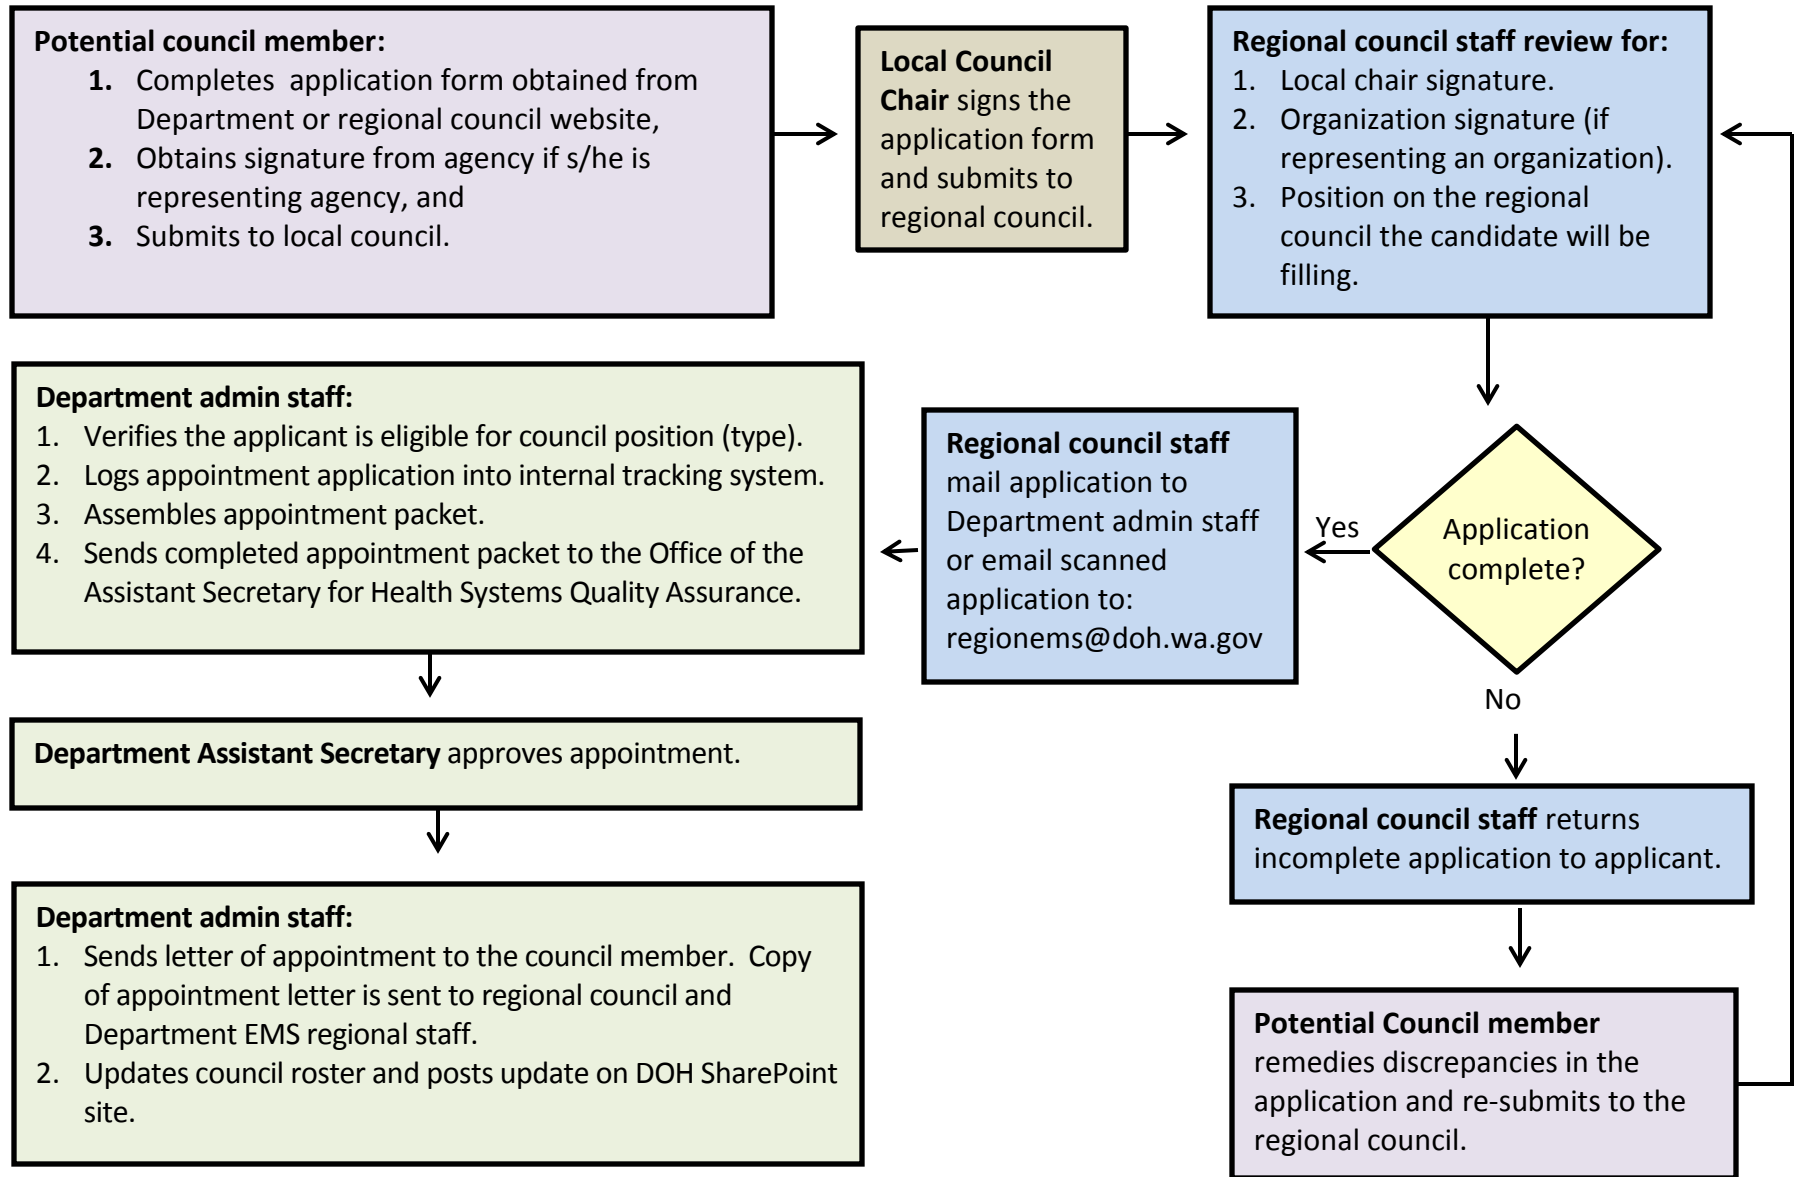 Potential council member:
1. Completes application form obtained from
Department or regional council website,
2. Obtains signature from agency if s/he is
representing agency, and
3. Submits to local council.
Local Council
Chair signs the
application form
and submits to
regional council.
Regional council staff review for:
1. Local chair signature.
2. Organization signature (if
representing an organization).
3. Position on the regional
council the candidate will be
filling.
Application
complete?
Yes
No
Regional council staff
mail application to
Department admin staff
or email scanned
application to:
regionems@doh.wa.gov
Department admin staff:
1. Verifies the applicant is eligible for council position (type).
2. Logs appointment application into internal tracking system.
3. Assembles appointment packet.
4. Sends completed appointment packet to the Office of the
Assistant Secretary for Health Systems Quality Assurance.
Department Assistant Secretary approves appointment.
Department admin staff:
1. Sends letter of appointment to the council member. Copy
of appointment letter is sent to regional council and
Department EMS regional staff.
2. Updates council roster and posts update on DOH SharePoint
site.
Regional council staff returns
incomplete application to applicant.
Potential Council member
remedies discrepancies in the
application and re-submits to the
regional council.